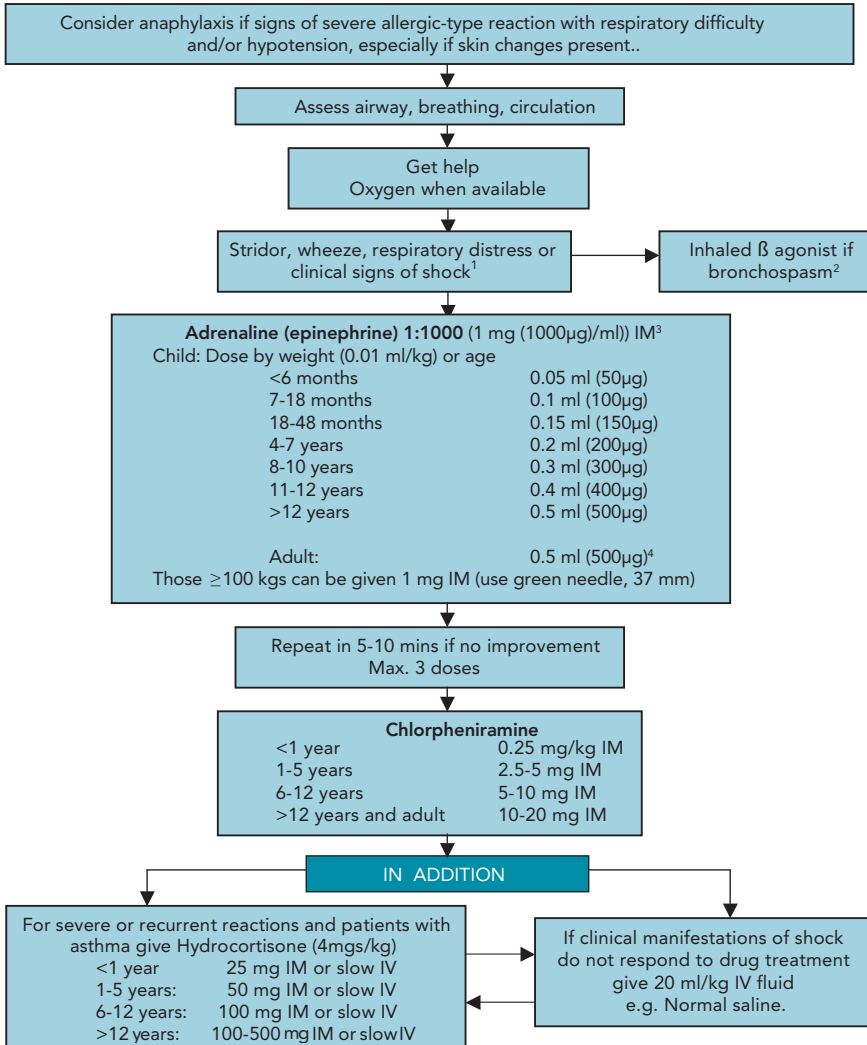 Consider anaphylaxis if signs of severe allergic-type reaction with respiratory difficulty
and/or hypotension, especially if skin changes present..
Assess airway, breathing, circulation
Get help
Oxygen when available
Stridor, wheeze, respiratory distress or
clinical signs of shock1
Inhaled ß agonist if
bronchospasm2
Adrenaline (epinephrine) 1:1000 (1 mg (1000µg)/ml)) IM3
Child: Dose by weight (0.01 ml/kg) or age
<6 months 0.05 ml (50µg)
7-18 months 0.1 ml (100µg)
18-48 months 0.15 ml (150µg)
4-7 years 0.2 ml (200µg)
8-10 years 0.3 ml (300µg)
11-12 years 0.4 ml (400µg)
>12 years 0.5 ml (500µg)
Adult: 0.5 ml (500µg)4
Those ≥100 kgs can be given 1 mg IM (use green needle, 37 mm)
Repeat in 5-10 mins if no improvement
Max. 3 doses
Chlorpheniramine
<1 year 0.25 mg/kg IM
1-5 years 2.5-5 mg IM
6-12 years 5-10 mg IM
>12 years and adult 10-20 mg IM
IN ADDITION
For severe or recurrent reactions and patients with
asthma give Hydrocortisone (4mgs/kg)
<1 year 25 mg IM or slow IV
1-5 years: 50 mg IM or slow IV
6-12 years: 100 mg IM or slow IV
>12 years: 100-500 mg IM or slow IV
If clinical manifestations of shock
do not respond to drug treatment
give 20 ml/kg IV fluid
e.g. Normal saline.